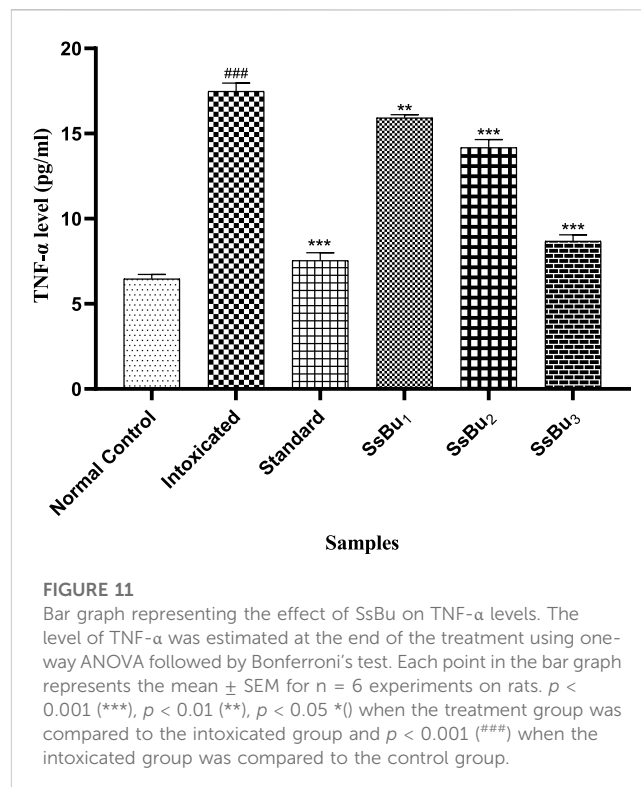 20
15
10
5
0
TNF-α level (pg/ml)
###
***
**
***
***
Normal Control
Intoxicated
Standard
SsBu₁
SsBu₂
SsBu₃
Samples
FIGURE 11
Bar graph representing the effect of SsBu on TNF-α levels. The
level of TNF-α was estimated at the end of the treatment using one-
way ANOVA followed by Bonferroni's test. Each point in the bar graph
represents the mean ± SEM for n = 6 experiments on rats. p <
0.001 (***), p < 0.01 (**), p < 0.05 *() when the treatment group was
compared to the intoxicated group and p < 0.001 (###) when the
intoxicated group was compared to the control group.